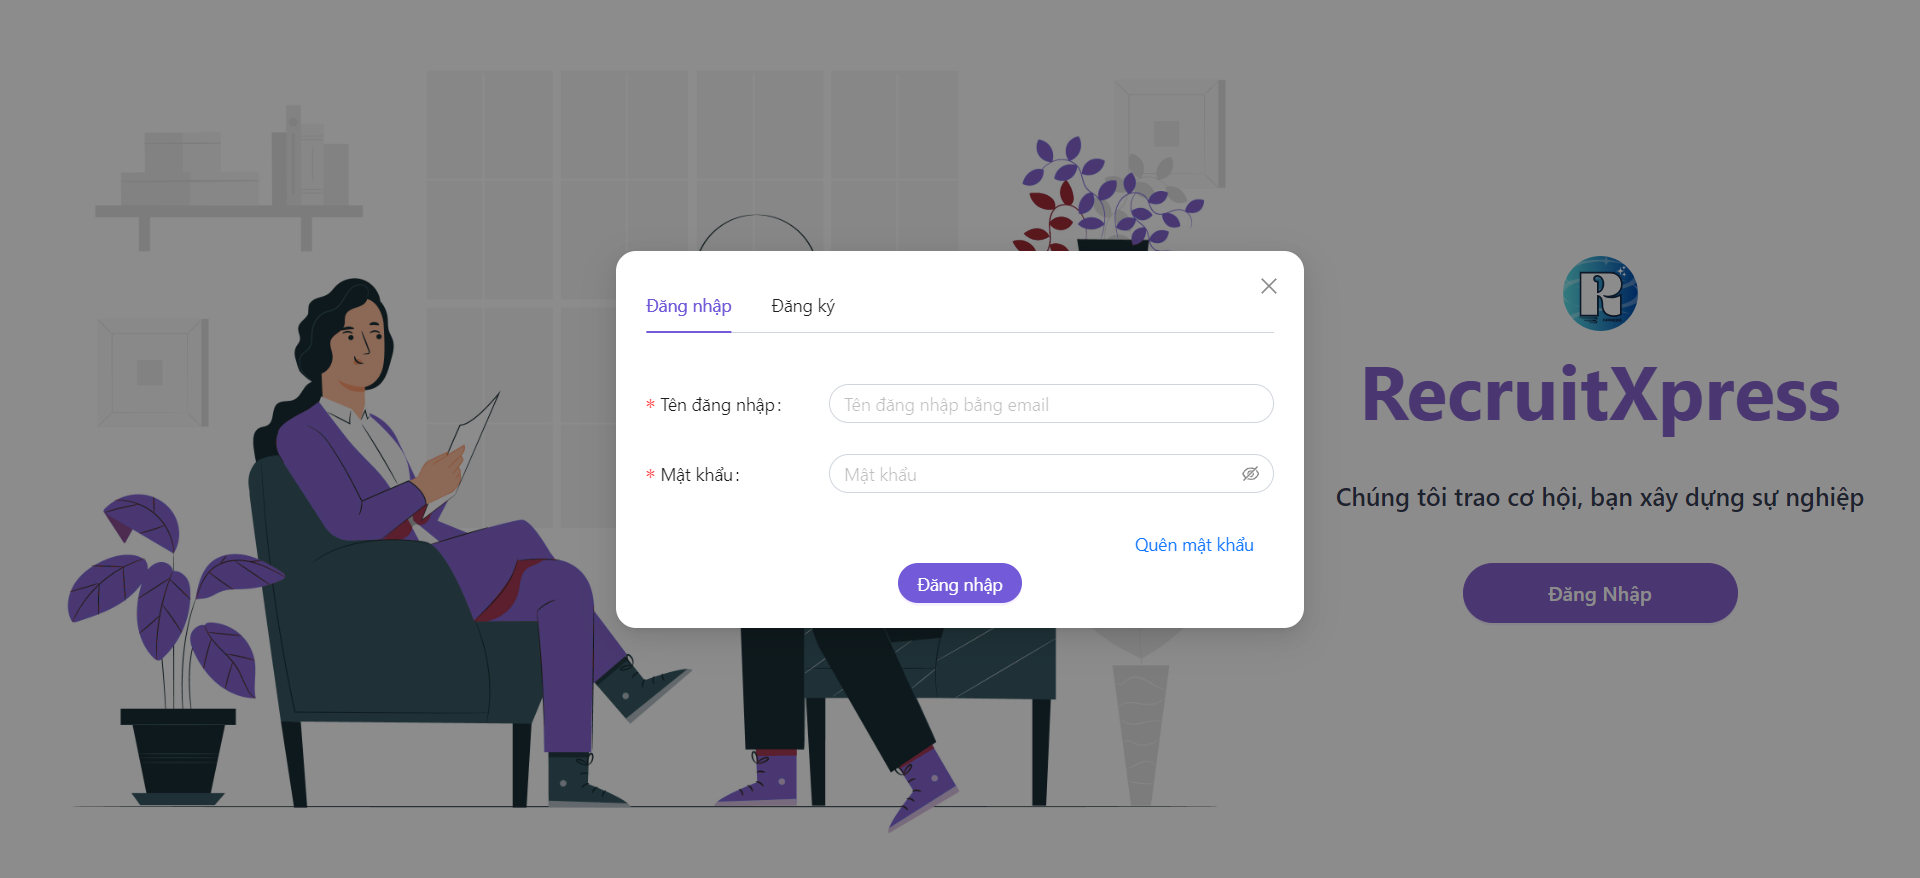 Đăng nhập
Đăng ký
* Tên đăng nhập:
Tên đăng nhập bằng email
* Mật khẩu:
Mật khẩu
Quên mật khẩu
Đăng nhập
R
RecruitXpress
Chúng tôi trao cơ hội, bạn xây dựng sự nghiệp
Đăng Nhập